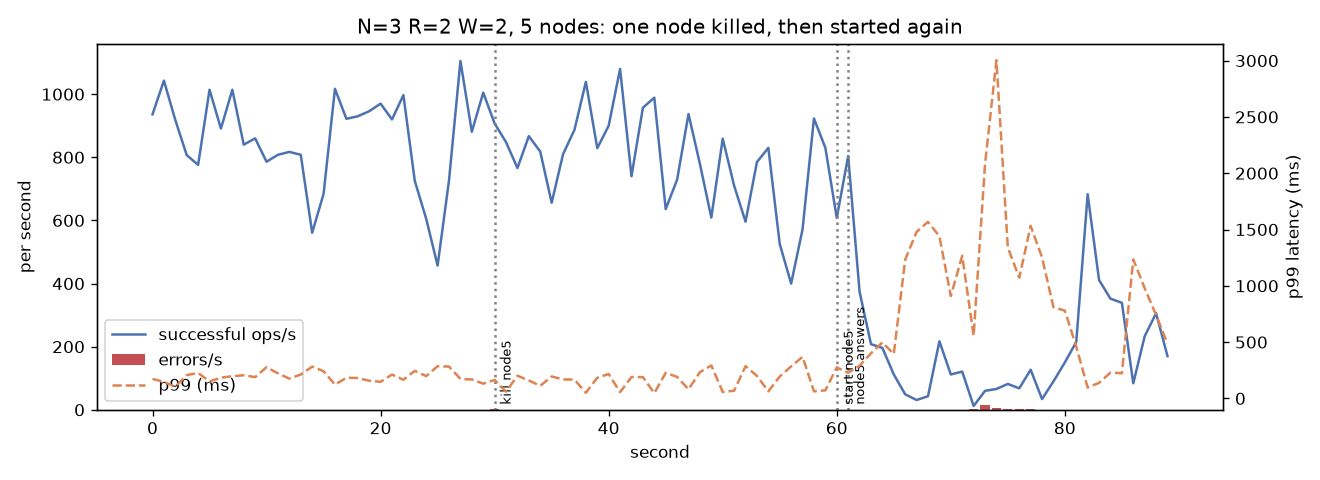 N=3 R=2 W=2, 5 nodes: one node killed, then started again
1000
800
600
400
200
0
per second
3000
2500
2000
1500
1000
500
0
p99 latency (ms)
successful ops/s
errors/s
p99 (ms)
kill node5
start node5
node5 answers
0
20
40
60
80
second